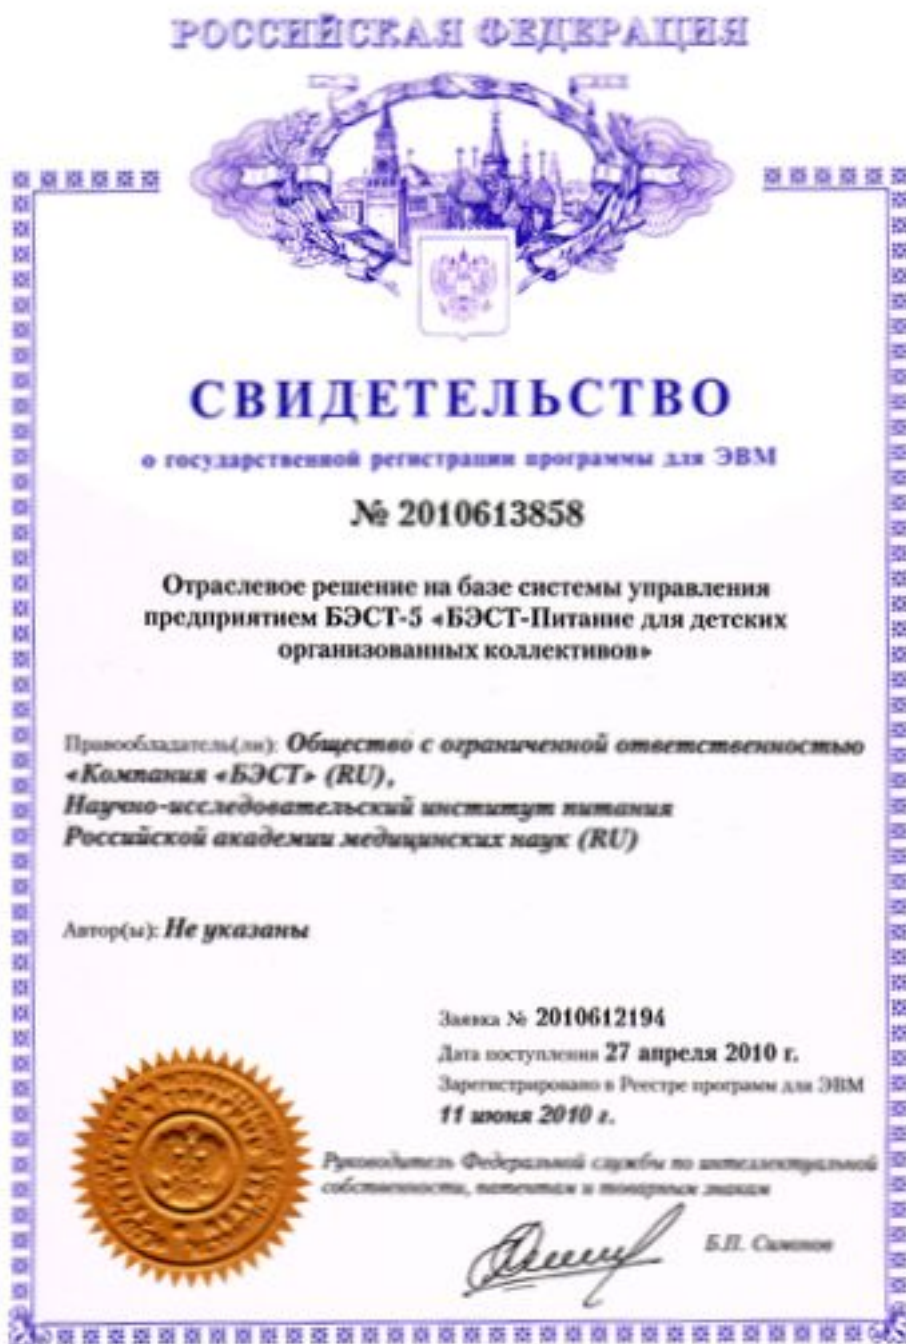 РОССИЙСКАЯ ФЕДЕРАЦИЯ
СВИДЕТЕЛЬСТВО
о государственной регистрации программы для ЭВМ
№ 2010613858
Отраслевое решение на базе системы управления
предприятием БЭСТ-5 «БЭСТ-Питание для детских
организованных коллективов»
Правообладатель(ли): Общество с ограниченной ответственностью
«Компания «БЭСТ» (RU),
Научно-исследовательский институт питания
Российской академии медицинских наук (RU)
Автор(ы): Не указаны
Заявка № 2010612194
Дата поступления 27 апреля 2010 г.
Зарегистрировано в Реестре программ для ЭВМ
11 июня 2010 г.
Руководитель Федеральной службы по интеллектуальной
собственности, патентам и товарным знакам
Б.П. Симонов